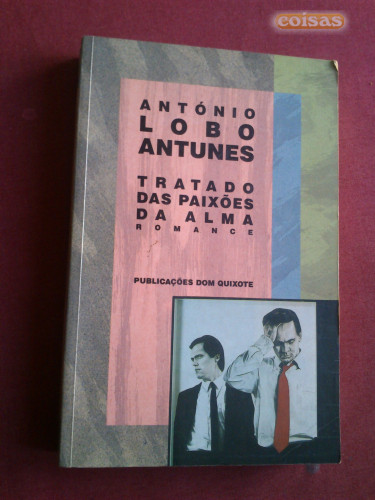 coisas
ANTÓNIO
LOBO
ANTUNES
TRATADO
DAS PAIXÕES
DA ALMA
ROMANCE
PUBLICAÇÕES DOM QUIXOTE